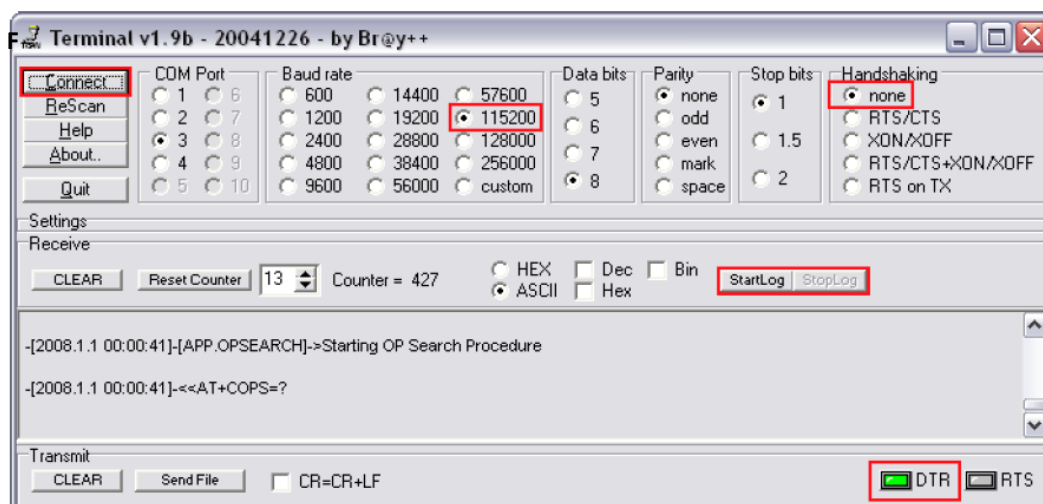 F Terminal v1.9b - 20041226 - by Br@y++
Connect
ReScan
Help
About..
Quit
COM Port
1 6
2 7
3 8
4 9
5 10
Baud rate
600 14400 57600
1200 19200 115200
2400 28800 128000
4800 38400 256000
9600 56000 custom
Data bits
5
6
7
8
Parity
none
odd
even
mark
space
Stop bits
1
1.5
2
Handshaking
none
RTS/CTS
XON/XOFF
RTS/CTS+XON/XOFF
RTS on TX
Settings
Receive
CLEAR Reset Counter 13 Counter = 427 HEX Dec Bin
ASCII Hex
StartLog StopLog
-[2008.1.1 00:00:41]-[APP.OPSEARCH]->Starting OP Search Procedure
-[2008.1.1 00:00:41]-<<AT+COPS=?
Transmit
CLEAR Send File CR=CR+LF DTR RTS